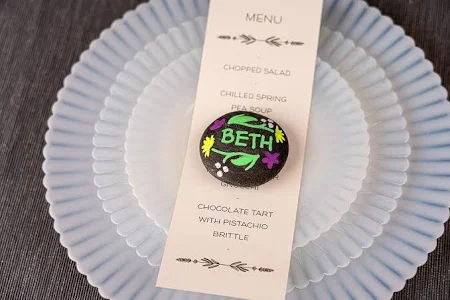 MENU
CHOPPED SALAD
CHILLED SPRING
PEA SOUP
BETH
CHOCOLATE TART
WITH PISTACHIO
BRITTLE